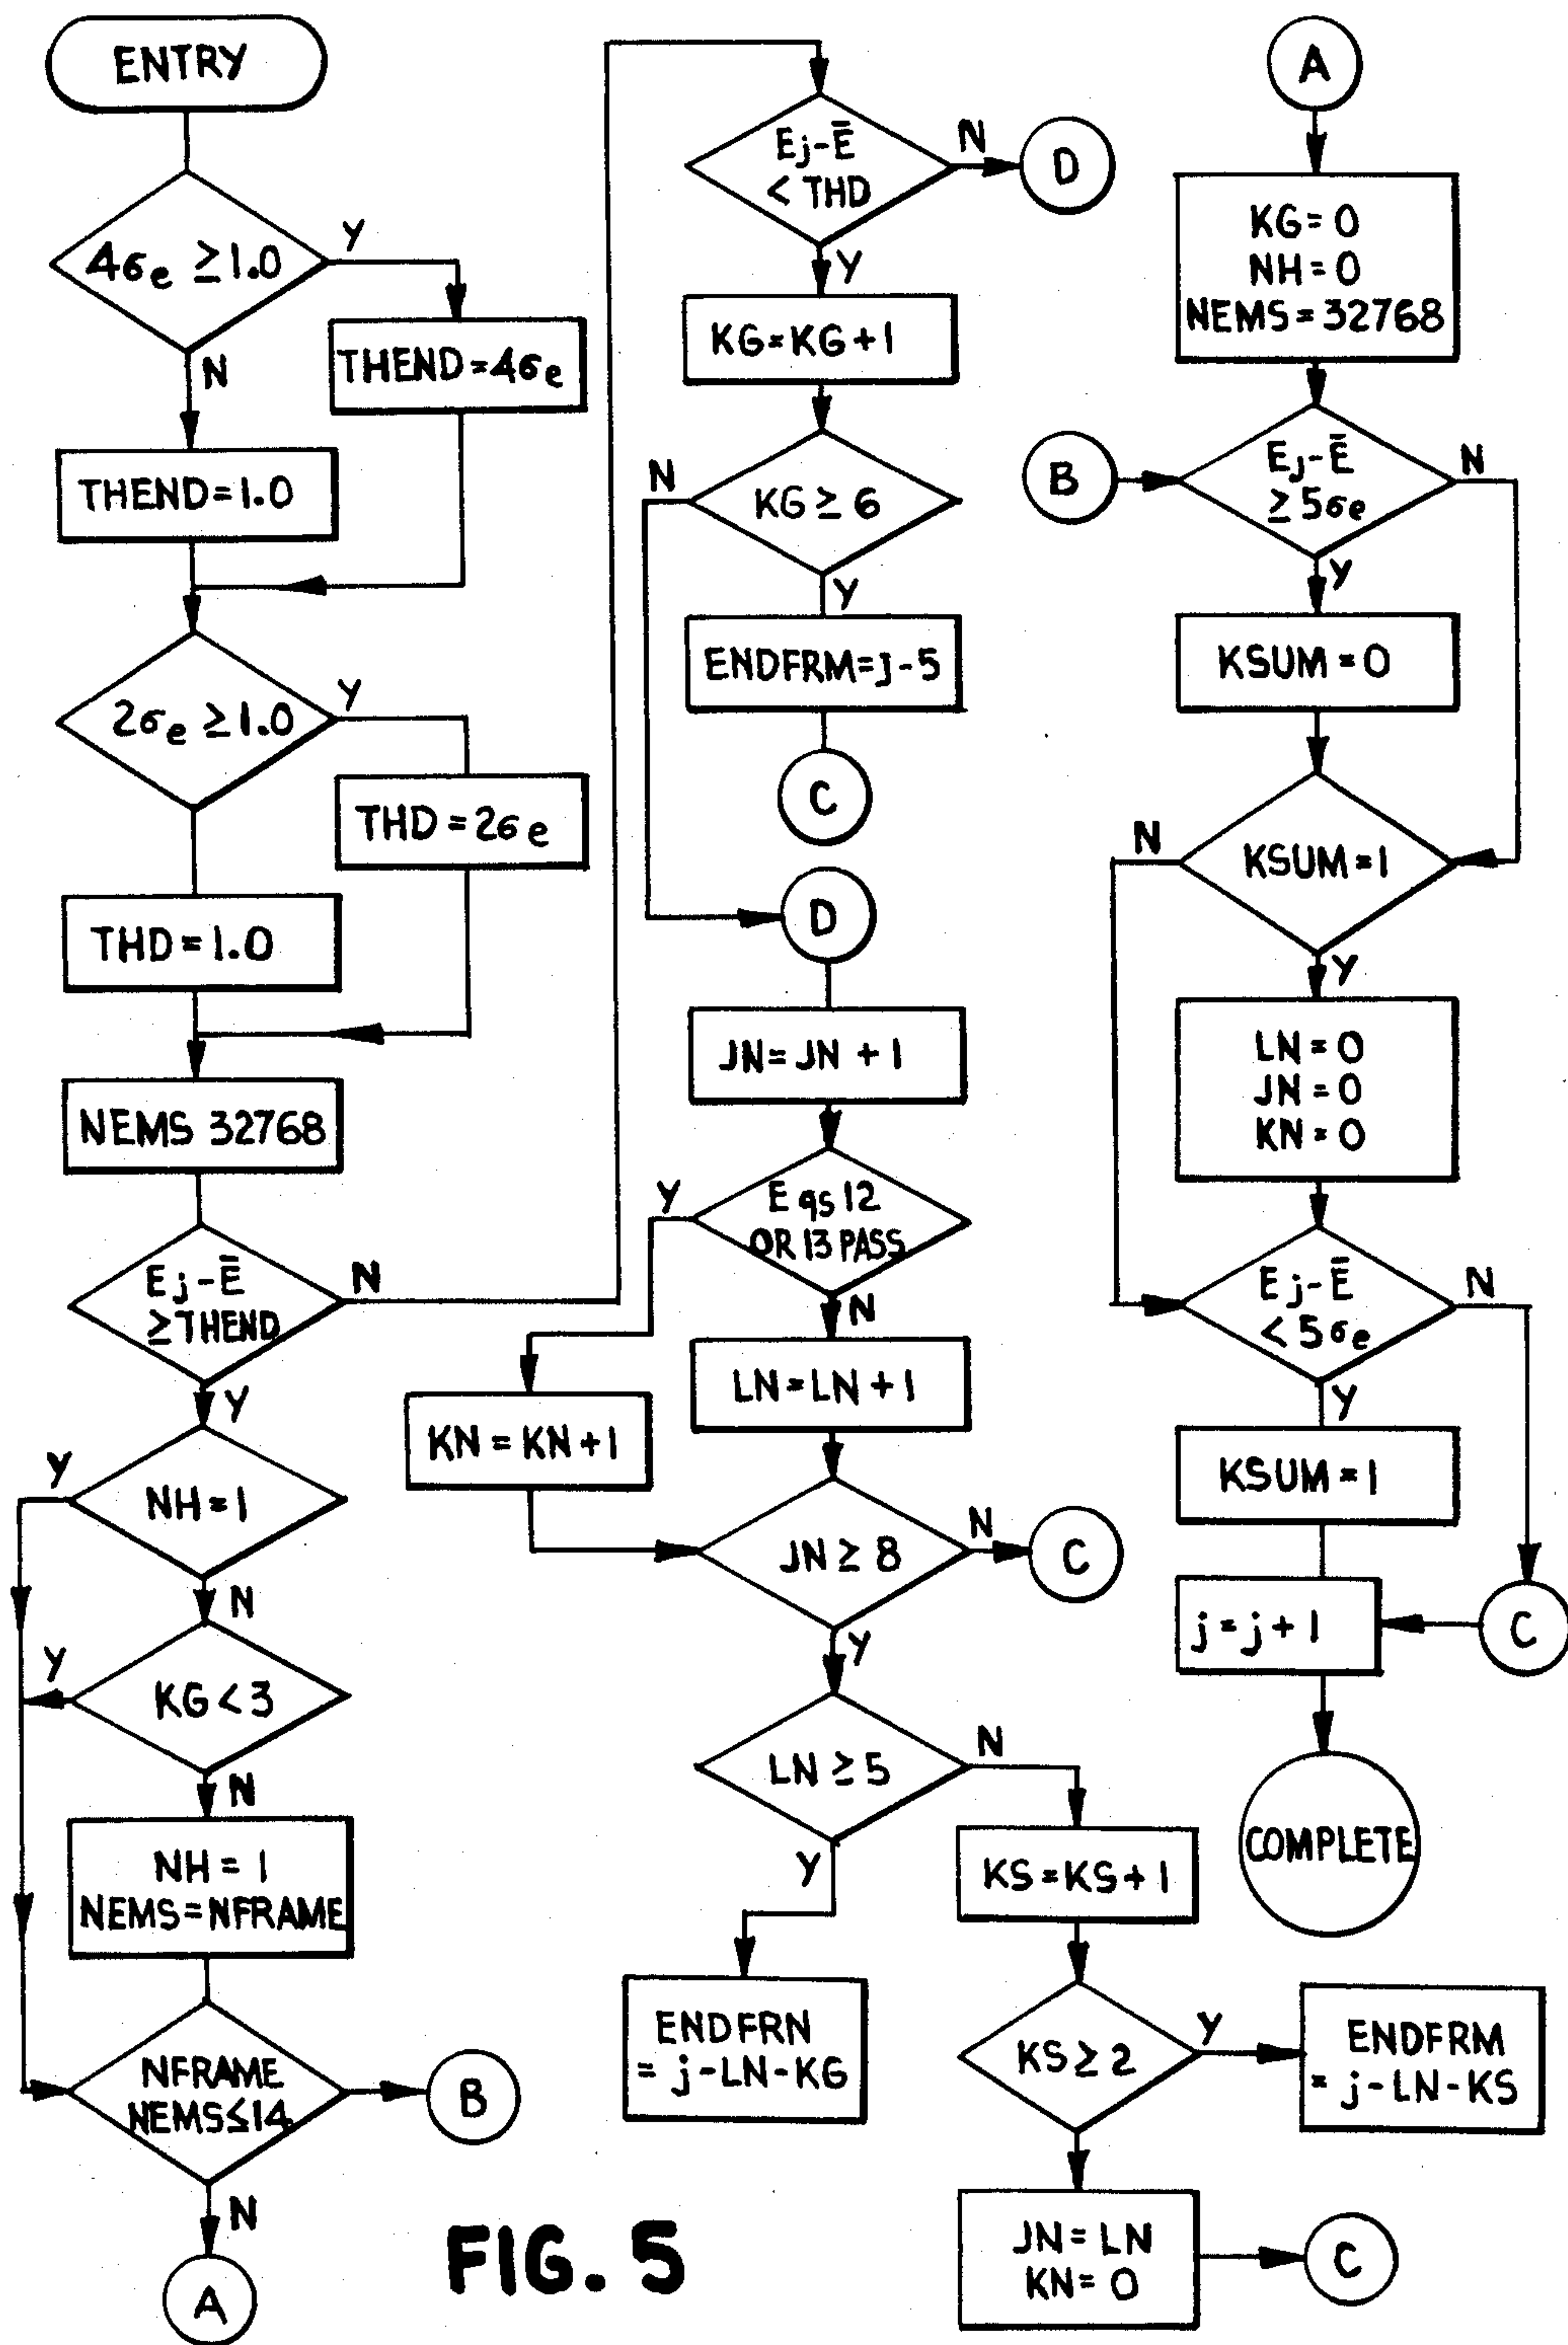 ENTRY
4σe ≥ 1.0
Y
N
THEND = 4σe
THEND = 1.0
2σe ≥ 1.0
Y
THD = 2σe
THD = 1.0
NEMS 32768
Ej - Ē
≥ THEND
N
Y
NH = 1
Y
N
KG < 3
Y
N
NH = 1
NEMS = NFRAME
NFRAME
NEMS ≤ 14
B
N
A
Ej - Ē
< THD
N
D
Y
KG = KG + 1
KG ≥ 6
N
Y
ENDFRM = j - 5
C
D
JN = JN + 1
Eqs 12
OR 13 PASS
Y
N
LN = LN + 1
KN = KN + 1
JN ≥ 8
N
C
Y
LN ≥ 5
N
Y
ENDFRN
= j - LN - KG
KS = KS + 1
KS ≥ 2
Y
ENDFRM
= j - LN - KS
JN = LN
KN = 0
C
A
KG = 0
NH = 0
NEMS = 32768
B
Ej - Ē
≥ 5σe
N
Y
KSUM = 0
KSUM = 1
N
Y
LN = 0
JN = 0
KN = 0
Ej - Ē
< 5σe
N
Y
KSUM = 1
j = j + 1
C
COMPLETE
FIG. 5